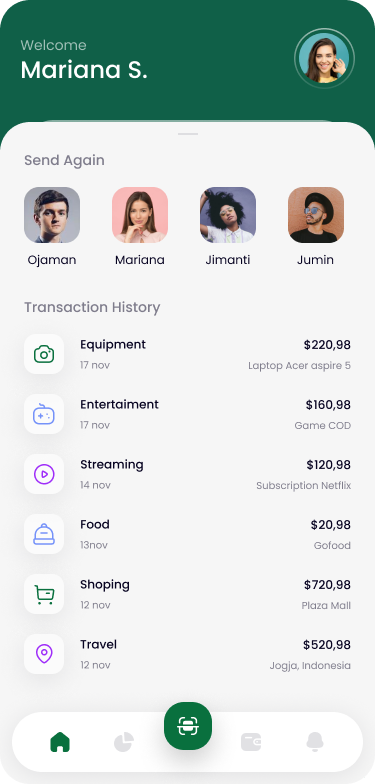 Welcome
Mariana S.
Send Again
Ojaman Mariana Jimanti Jumin
Transaction History
Equipment $220,98
17 nov Laptop Acer aspire 5
Entertaiment $160,98
17 nov Game COD
Streaming $120,98
14 nov Subscription Netflix
Food $20,98
13nov Gofood
Shoping $720,98
12 nov Plaza Mall
Travel $520,98
12 nov Jogja, Indonesia